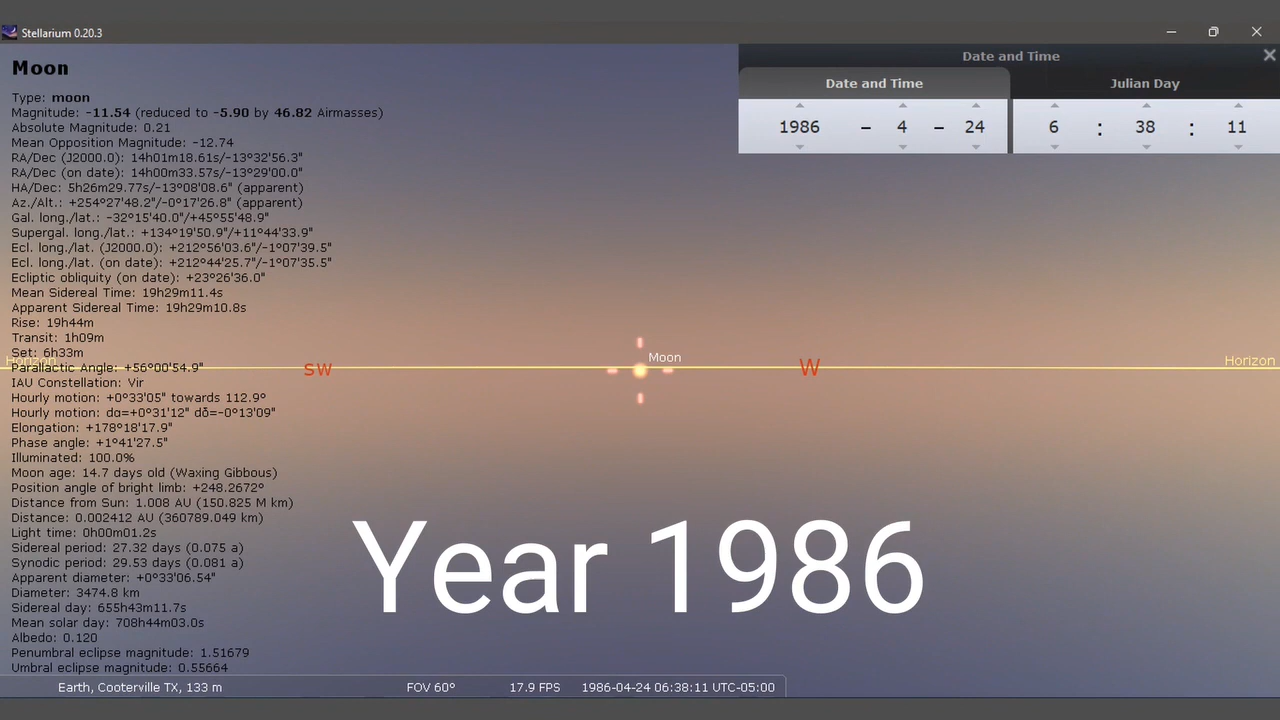 Stellarium 0.20.3
Date and Time
Date and Time
Julian Day
1986 - 4 - 24 6 : 38 : 11
Moon
Type: moon
Magnitude: -11.54 (reduced to -5.90 by 46.82 Airmasses)
Absolute Magnitude: 0.21
Mean Opposition Magnitude: -12.74
RA/Dec (J2000.0): 14h01m18.61s/-13°32'56.3"
RA/Dec (on date): 14h00m33.57s/-13°29'00.0"
HA/Dec: 5h26m29.77s/-13°08'08.6" (apparent)
Az./Alt.: +254°27'48.2"/-0°17'26.8" (apparent)
Gal. long./lat.: -32°15'40.0"/+45°55'48.9"
Supergal. long./lat.: +134°19'50.9"/+11°44'33.9"
Ecl. long./lat. (J2000.0): +212°56'03.6"/-1°07'39.5"
Ecl. long./lat. (on date): +212°44'25.7"/-1°07'35.5"
Ecliptic obliquity (on date): +23°26'36.0"
Mean Sidereal Time: 19h29m11.4s
Apparent Sidereal Time: 19h29m10.8s
Rise: 19h44m
Transit: 1h09m
Set: 6h33m
Parallactic Angle: +56°00'54.9"
IAU Constellation: Vir
Hourly motion: +0°33'05" towards 112.9°
Hourly motion: dα=+0°31'12" dδ=-0°13'09"
Elongation: +178°18'17.9"
Phase angle: +1°41'27.5"
Illuminated: 100.0%
Moon age: 14.7 days old (Waxing Gibbous)
Position angle of bright limb: +248.2672°
Distance from Sun: 1.008 AU (150.825 M km)
Distance: 0.002412 AU (360789.049 km)
Light time: 0h00m01.2s
Sidereal period: 27.32 days (0.075 a)
Synodic period: 29.53 days (0.081 a)
Apparent diameter: +0°33'06.54"
Diameter: 3474.8 km
Sidereal day: 655h43m11.7s
Mean solar day: 708h44m03.0s
Albedo: 0.120
Penumbral eclipse magnitude: 1.51679
Umbral eclipse magnitude: 0.55664
Horizon
SW
Moon
W
Horizon
Year 1986
Earth, Cooterville TX, 133 m FOV 60° 17.9 FPS 1986-04-24 06:38:11 UTC-05:00